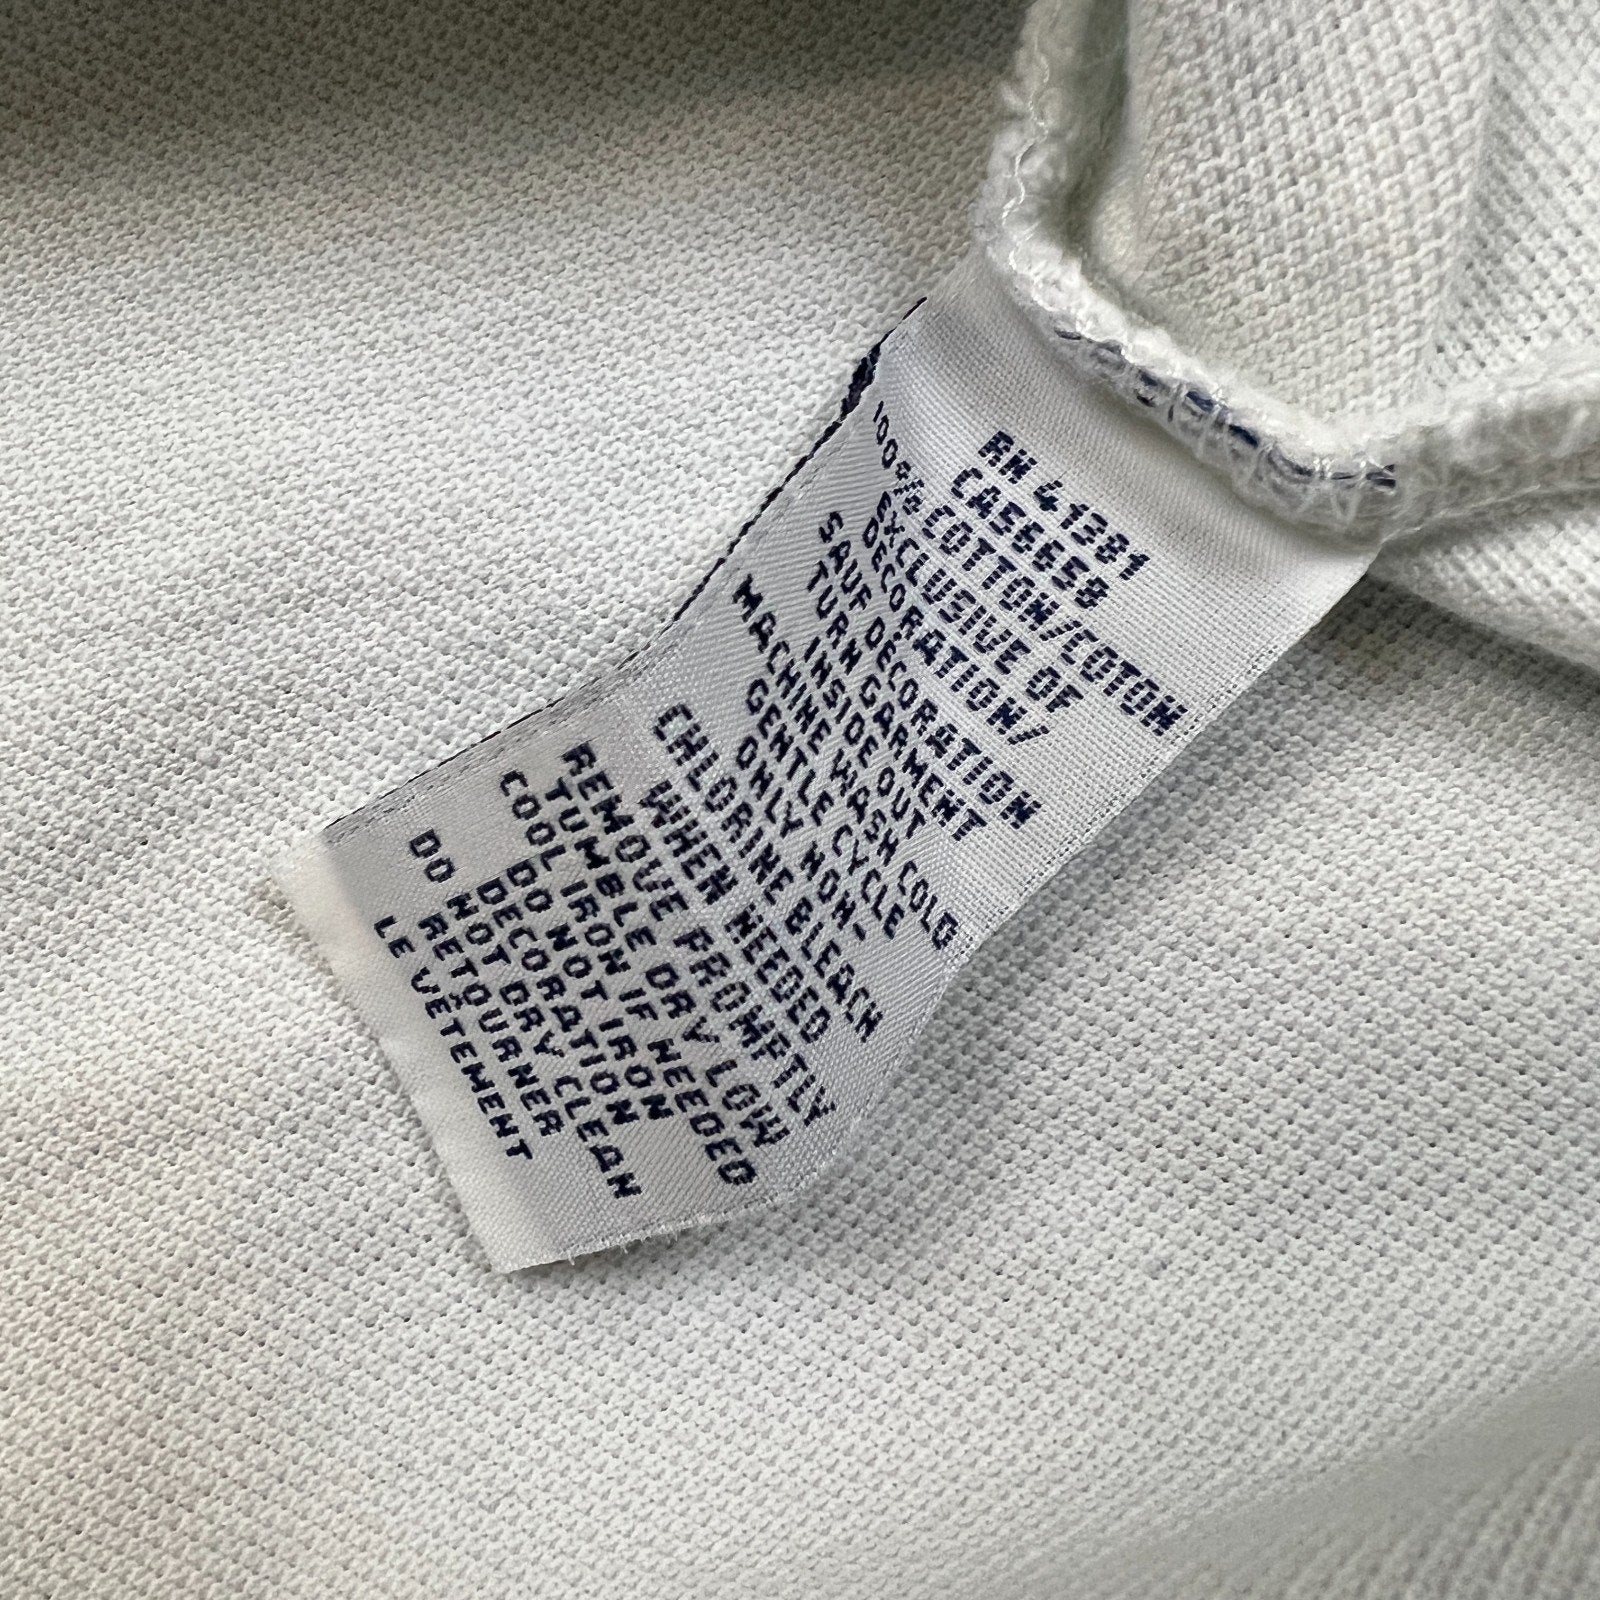 RN 41381
CA56658
100% COTTON/COTON
EXCLUSIVE OF
DECORATION/
SAUF DECORATION
TURN GARMENT
INSIDE OUT
MACHINE WASH COLD
GENTLE CYCLE
ONLY NON-
CHLORINE BLEACH
WHEN NEEDED
REMOVE PROMPTLY
TUMBLE DRY LOW
COOL IRON IF NEEDED
DO NOT IRON
DECORATION
DO NOT DRY CLEAN
RETOURNER
LE VÊTEMENT